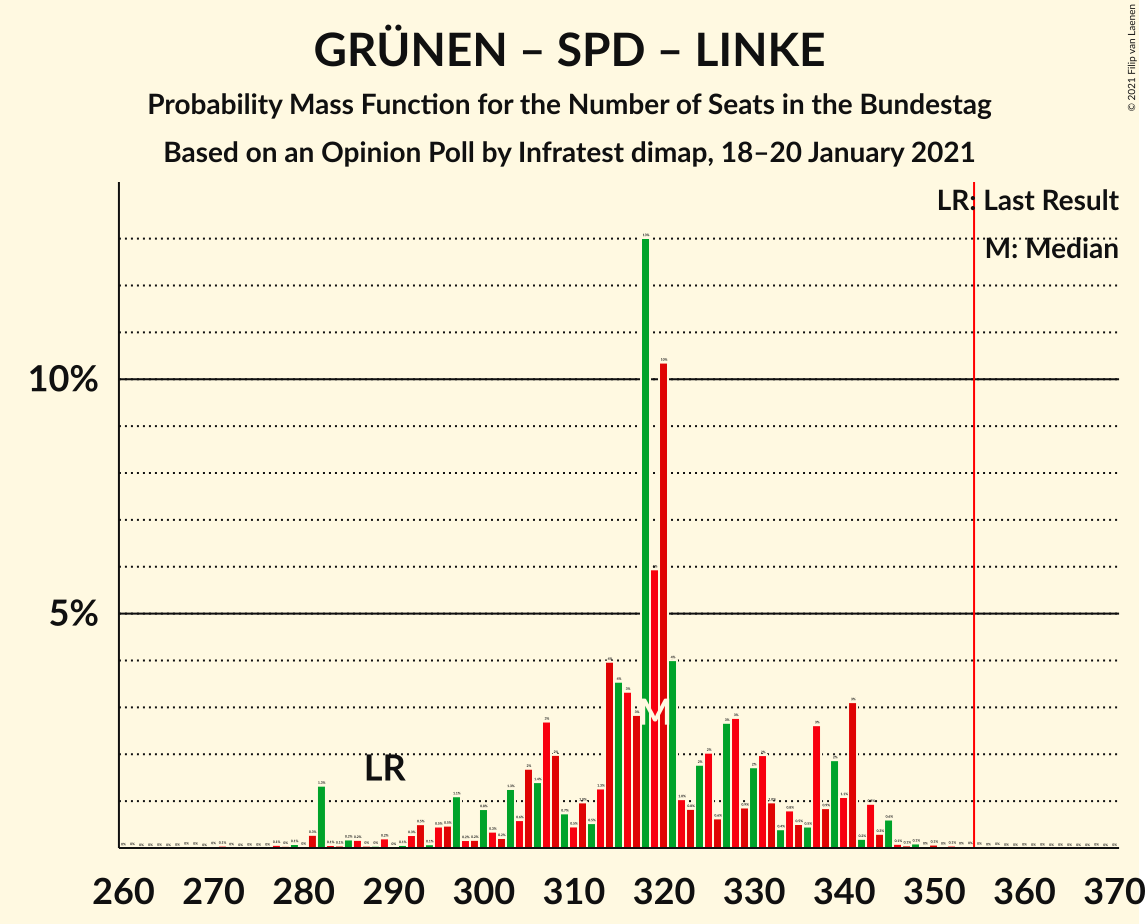 GRÜNEN – SPD – LINKE
Probability Mass Function for the Number of Seats in the Bundestag
Based on an Opinion Poll by Infratest dimap, 18–20 January 2021
© 2021 Filip van Laenen
LR: Last Result
M: Median
10%
5%
LR
M
260 270 280 290 300 310 320 330 340 350 360 370